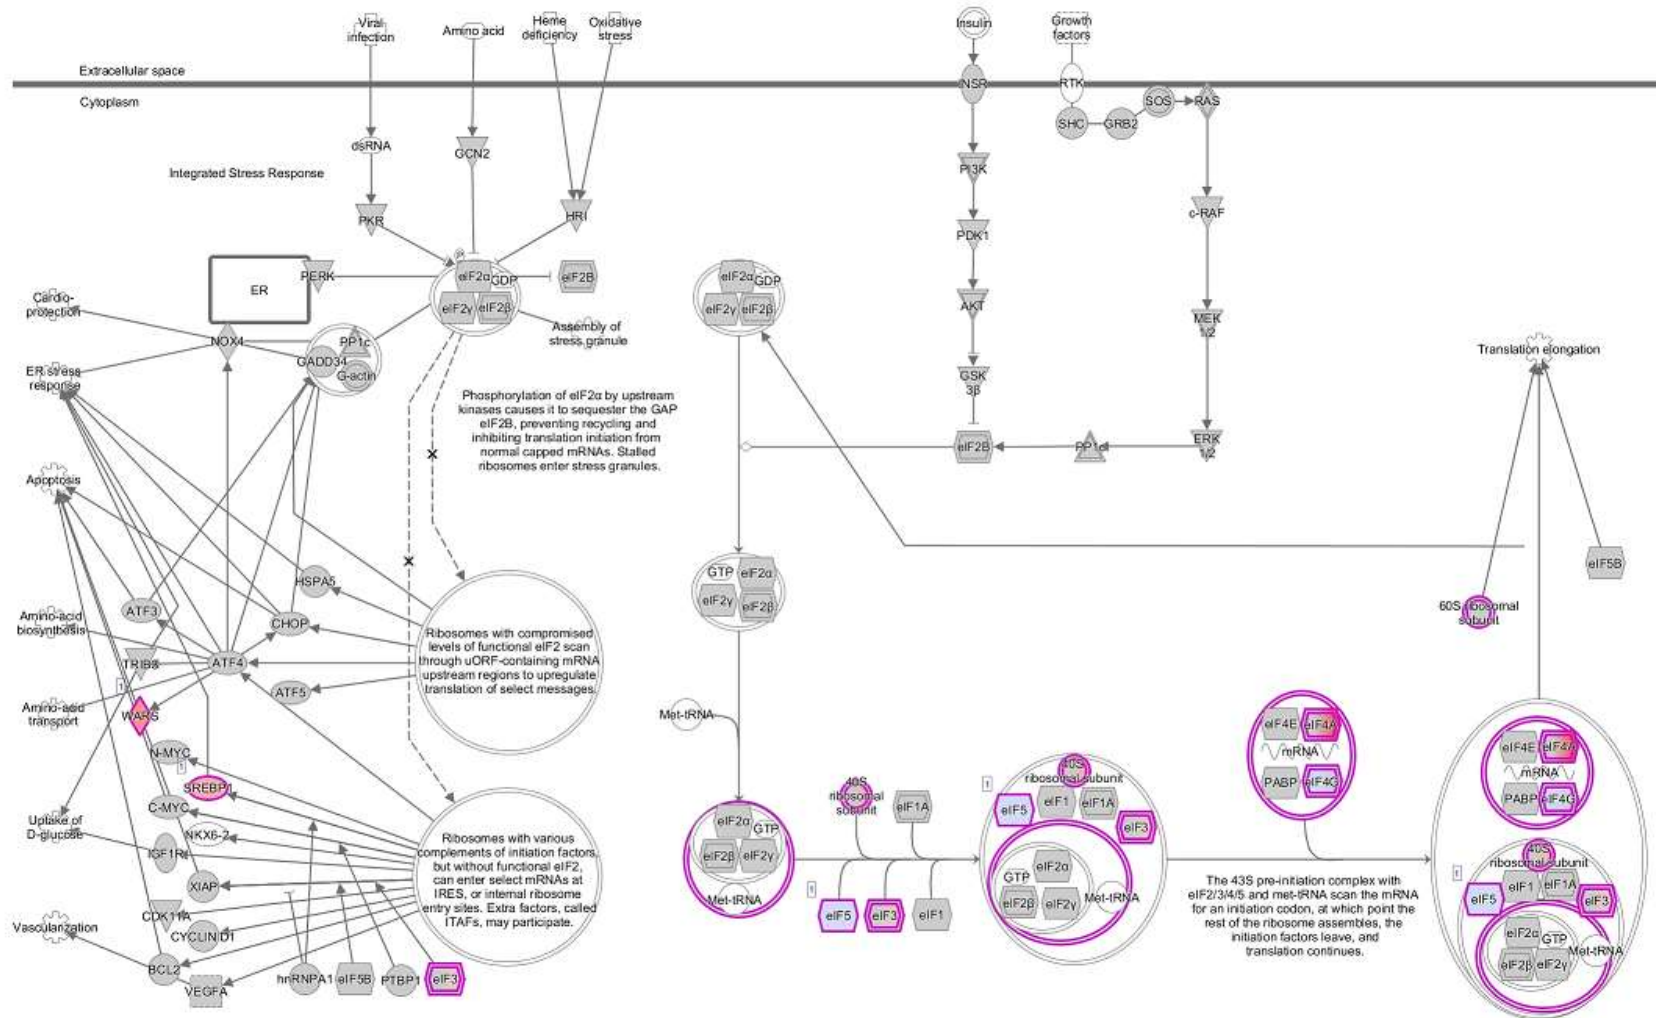 Viral
infection
Amino acid
Heme
deficiency
Oxidative
stress
Insulin
Growth
factors
Extracellular space
Cytoplasm
INSR
RTK
SOS
RAS
SHC
GRB2
dsRNA
GCN2
Integrated Stress Response
PKR
HRI
PI3K
c-RAF
PDK1
PERK
ER
eIF2α
GDP
eIF2γ
eIF2β
eIF2B
eIF2α
GDP
eIF2γ
eIF2β
AKT
MEK
1/2
Cardio-
protection
Assembly of
stress granule
NOX4
PP1c
GADD34
G-actin
ER stress
response
GSK
3β
Translation elongation
Phosphorylation of eIF2α by upstream
kinases causes it to sequester the GAP
eIF2B, preventing recycling and
inhibiting translation initiation from
normal capped mRNAs. Stalled
ribosomes enter stress granules.
eIF2B
PP1c
ERK
1/2
Apoptosis
x
x
HSPA5
GTP
eIF2α
eIF2γ
eIF2β
eIF5B
ATF3
Amino-acid
biosynthesis
CHOP
60S ribosomal
subunit
Ribosomes with compromised
levels of functional eIF2 scan
through uORF-containing mRNA
upstream regions to upregulate
translation of select messages.
TRIB3
ATF4
ATF5
1
Amino-acid
transport
WARS
Met-tRNA
N-MYC
1
SREBP1
C-MYC
Uptake of
D-glucose
NKX6-2
IGF1R
XIAP
CDK11A
CYCLIND1
Vascularization
BCL2
VEGFA
Ribosomes with various
complements of initiation factors,
but without functional eIF2,
can enter select mRNAs at
IRES, or internal ribosome
entry sites. Extra factors, called
ITAFs, may participate.
hnRNPA1
eIF5B
PTBP1
eIF3
eIF2α
GTP
eIF2β
eIF2γ
Met-tRNA
40S
ribosomal
subunit
eIF1A
1
eIF5
eIF3
eIF1
1
40S
ribosomal subunit
eIF5
eIF1
eIF1A
eIF3
eIF2α
GTP
eIF2β
eIF2γ
Met-tRNA
eIF4E
eIF4A
mRNA
PABP
eIF4G
The 43S pre-initiation complex with
eIF2/3/4/5 and met-tRNA scan the mRNA
for an initiation codon, at which point the
rest of the ribosome assembles, the
initiation factors leave, and
translation continues.
eIF4E
eIF4A
mRNA
PABP
eIF4G
1
40S
ribosomal subunit
eIF5
eIF1
eIF1A
eIF3
eIF2α
GTP
eIF2β
eIF2γ
Met-tRNA